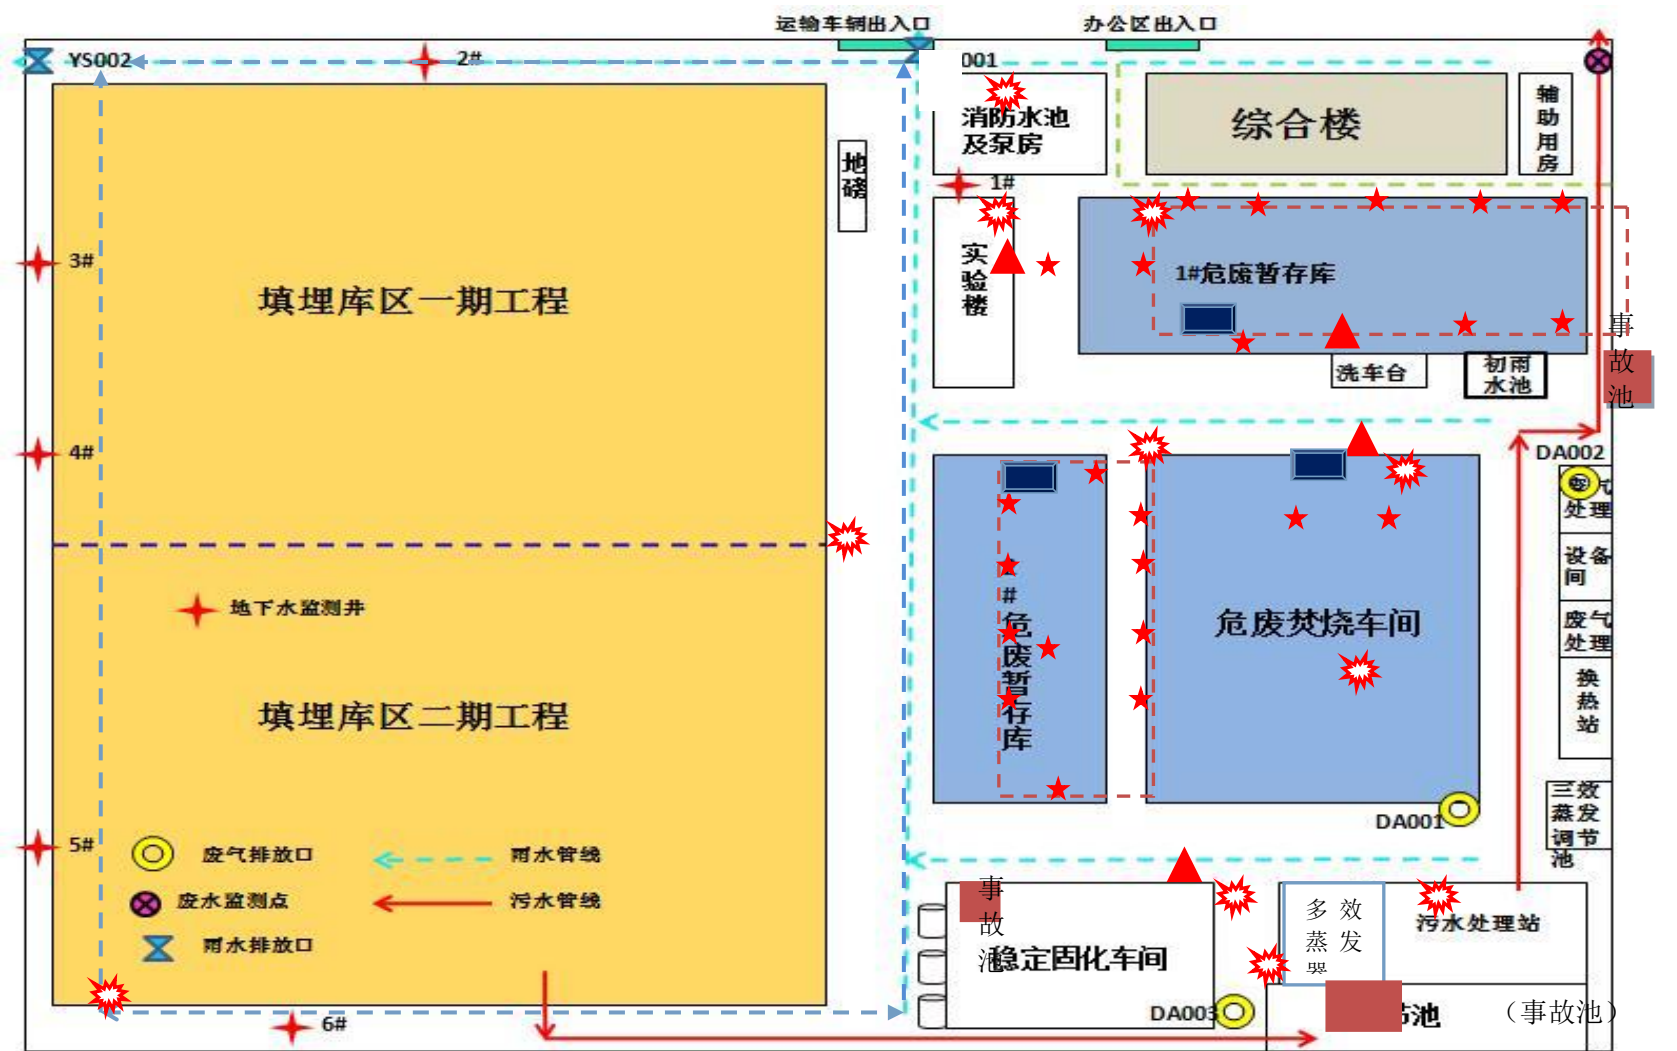 运输车辆出入口
办公区出入口
YS002
2#
001
消防水池
及泵房
综合楼
辅
助
用
房
地
磅
1#
实
验
楼
3#
填埋库区一期工程
1#危废暂存库
事
故
池
洗车台
初雨
水池
4#
DA002
气
处理
设备
间
#
危
废
暂
存
库
危废焚烧车间
废气
处理
换
热
站
地下水监测井
填埋库区二期工程
三效
蒸发
调节
池
DA001
5#
废气排放口
雨水管线
废水监测点
污水管线
雨水排放口
事
故
池
稳定固化车间
多效
蒸发
污水处理站
DA003
池
（事故池）
6#